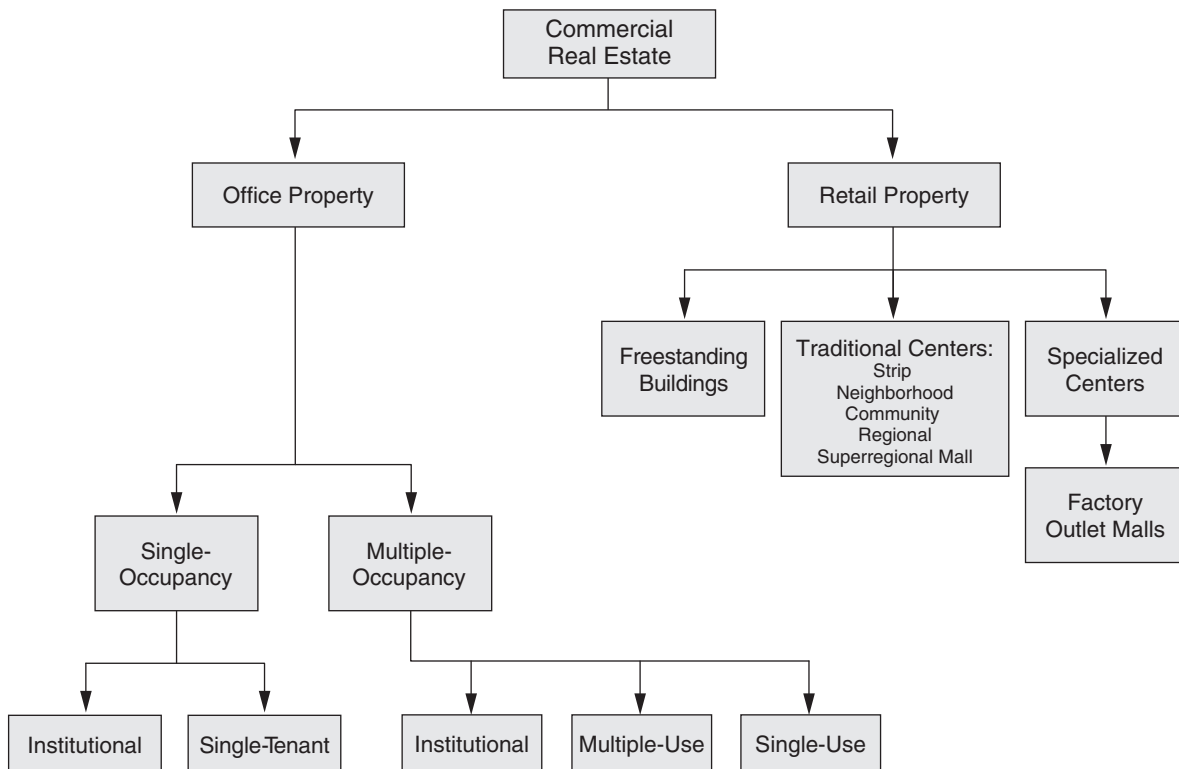 Commercial
Real Estate
Office Property
Retail Property
Freestanding
Buildings
Traditional Centers:
Strip
Neighborhood
Community
Regional
Superregional Mall
Specialized
Centers
Factory
Outlet Malls
Single-
Occupancy
Multiple-
Occupancy
Institutional
Single-Tenant
Institutional
Multiple-Use
Single-Use